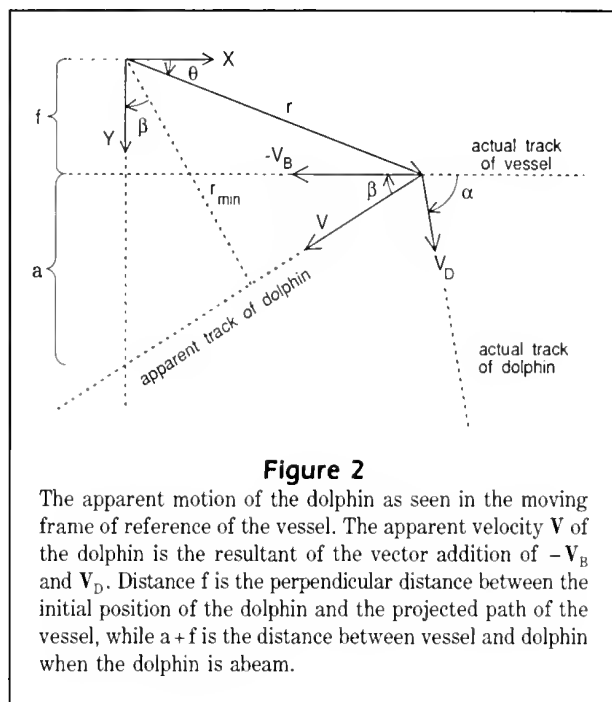 X
θ
f
r
Y
β
actual track
of vessel
-V_B
β
α
r_min
V
a
V_D
apparent track of dolphin
actual track
of dolphin
Figure 2
The apparent motion of the dolphin as seen in the moving
frame of reference of the vessel. The apparent velocity V of
the dolphin is the resultant of the vector addition of −V_B
and V_D. Distance f is the perpendicular distance between the
initial position of the dolphin and the projected path of the
vessel, while a+f is the distance between vessel and dolphin
when the dolphin is abeam.